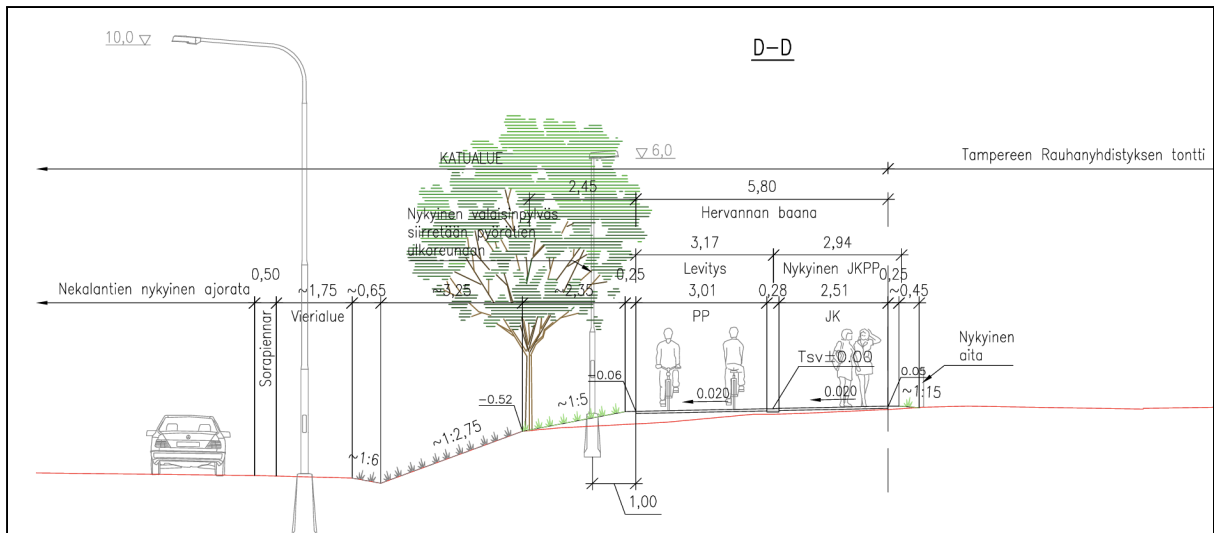 10,0
D-D
KATUALUE
6,0
Tampereen Rauhanyhdistyksen tontti
2,45
5,80
Nykyinen valaisinpylväs
siirretään pyörätien
ulkoreunaan
Hervannan baana
3,17
2,94
0,50
0,25
Levitys
Nykyinen JKPP
0,25
Nekalantien nykyinen ajorata
~1,75
~0,65
~3,25
~2,35
3,01
0,28
2,51
~0,45
Sorapiennar
Vierialue
PP
JK
Nykyinen
aita
Tsv±0.00
-0.06
0.05
0.020
0.020
~1:15
-0.52
~1:5
~1:2,75
~1:6
1,00